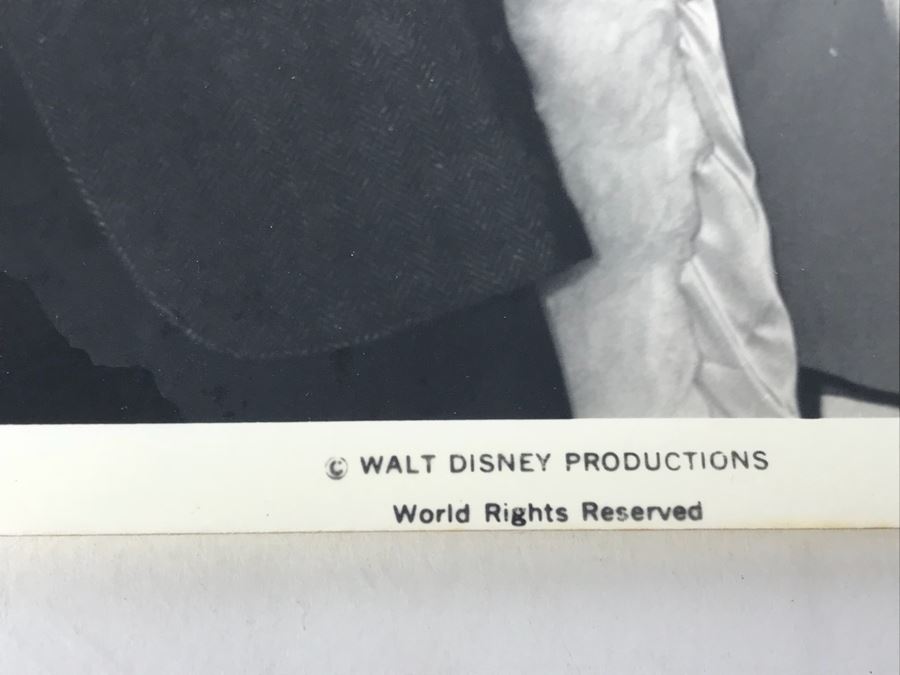 © WALT DISNEY PRODUCTIONS
World Rights Reserved